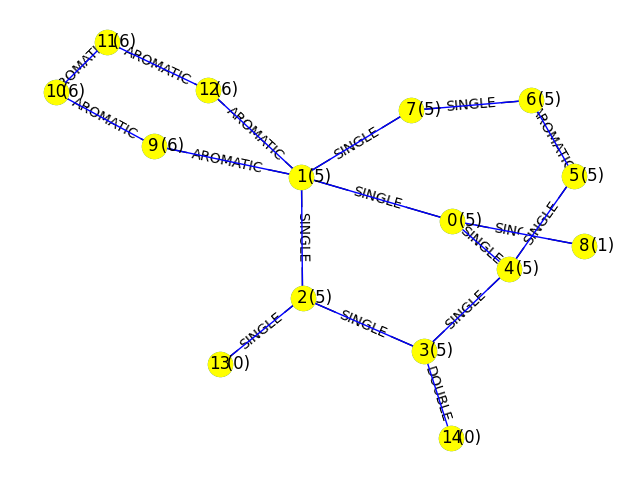 11(6)
AROMATIC
AROMATIC
10(6)
12(6)
6(5)
7(5)
SINGLE
AROMATIC
AROMATIC
AROMATIC
SINGLE
9(6)
AROMATIC
1(5)
5(5)
SINGLE
SINGLE
0(5)
SINGLE
SINGLE
SINGLE
8(1)
4(5)
2(5)
SINGLE
SINGLE
SINGLE
3(5)
13(0)
DOUBLE
14(0)